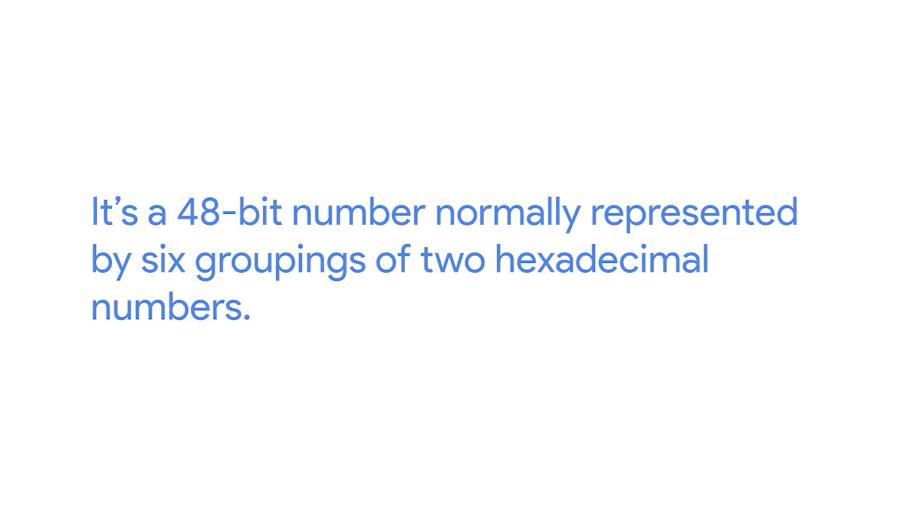 It’s a 48-bit number normally represented
by six groupings of two hexadecimal
numbers.